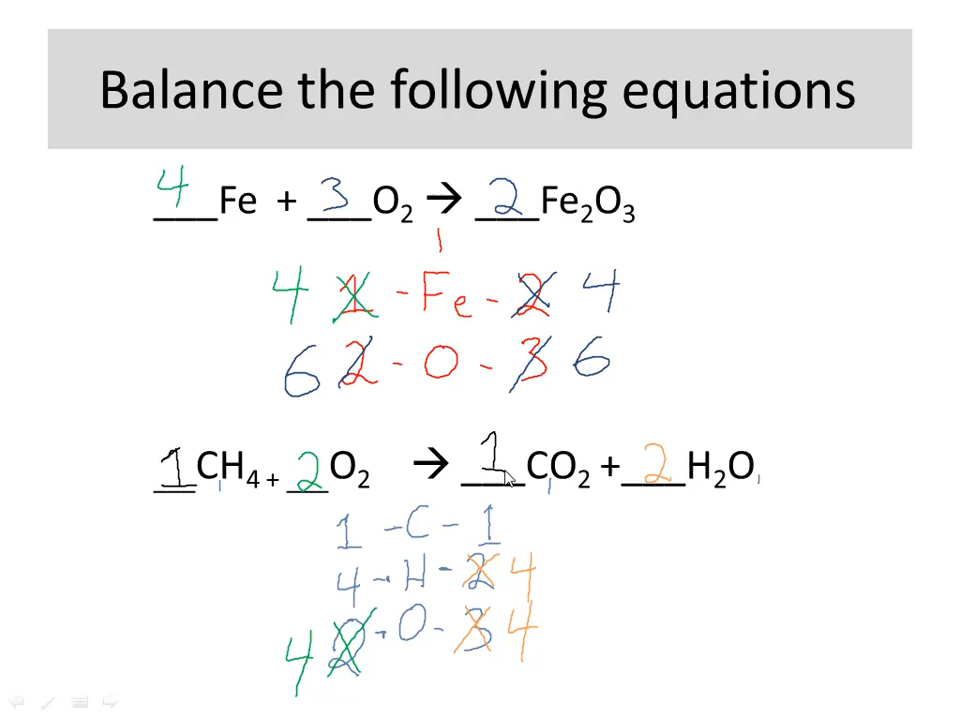 Balance the following equations
4 Fe + 3 O2 → 2 Fe2O3
1
4 1 - Fe - 2 4
6 2 - O - 3 6
1 CH4 + 2 O2 → 1 CO2 + 2 H2O
1 - C - 1
4 - H - 2 4
4 2 - O - 3 4